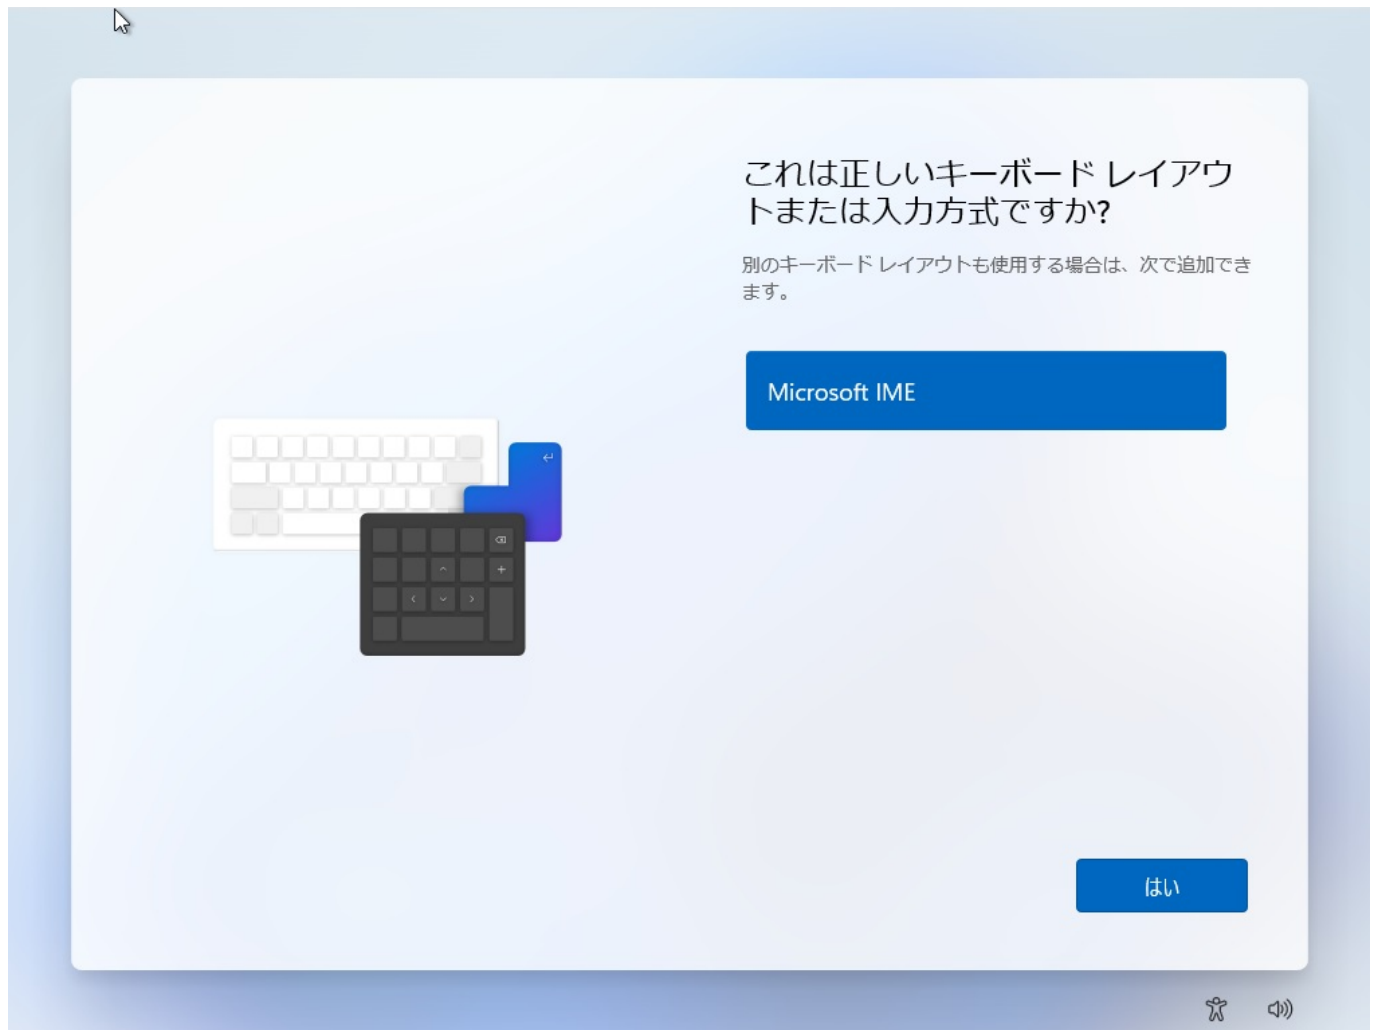 これは正しいキーボード レイアウ
トまたは入力方式ですか?
別のキーボード レイアウトも使用する場合は、次で追加でき
ます。
Microsoft IME
はい